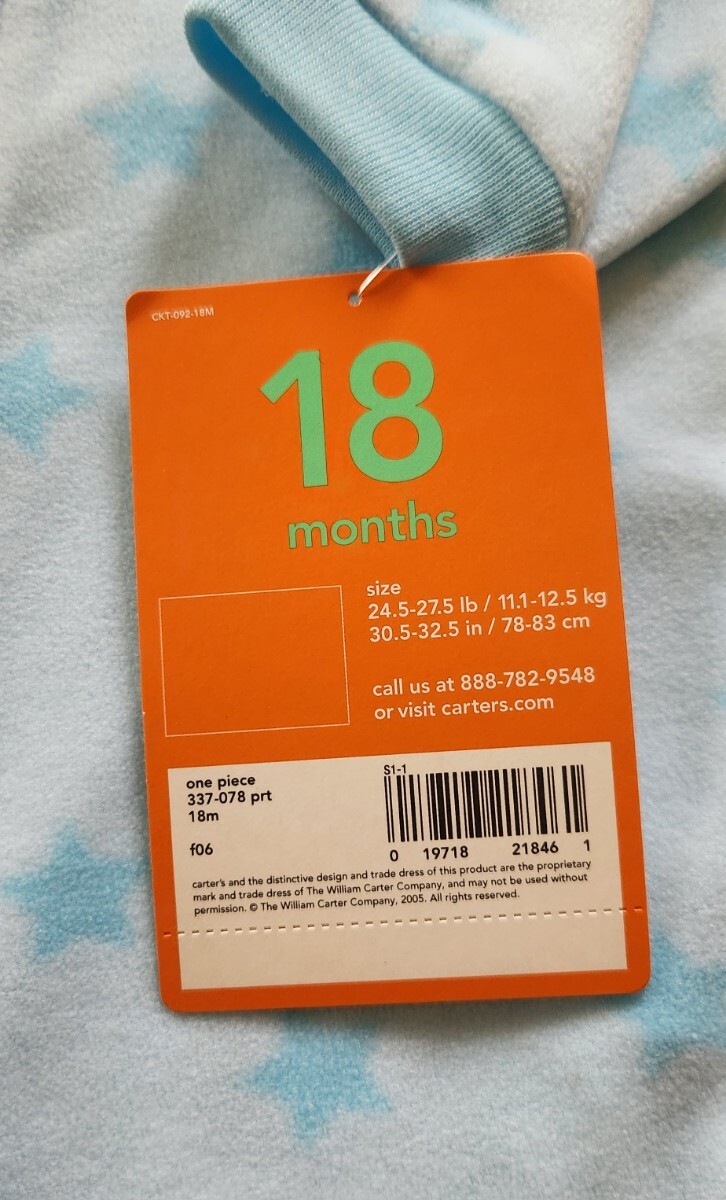 CKT-092-18M
18
months
size
24.5-27.5 lb / 11.1-12.5 kg
30.5-32.5 in / 78-83 cm
call us at 888-782-9548
or visit carters.com
one piece
337-078 prt
18m
f06
S1-1
0 19718 21846 1
carter's and the distinctive design and trade dress of this product are the proprietary
mark and trade dress of The William Carter Company, and may not be used without
permission. © The William Carter Company, 2005. All rights reserved.